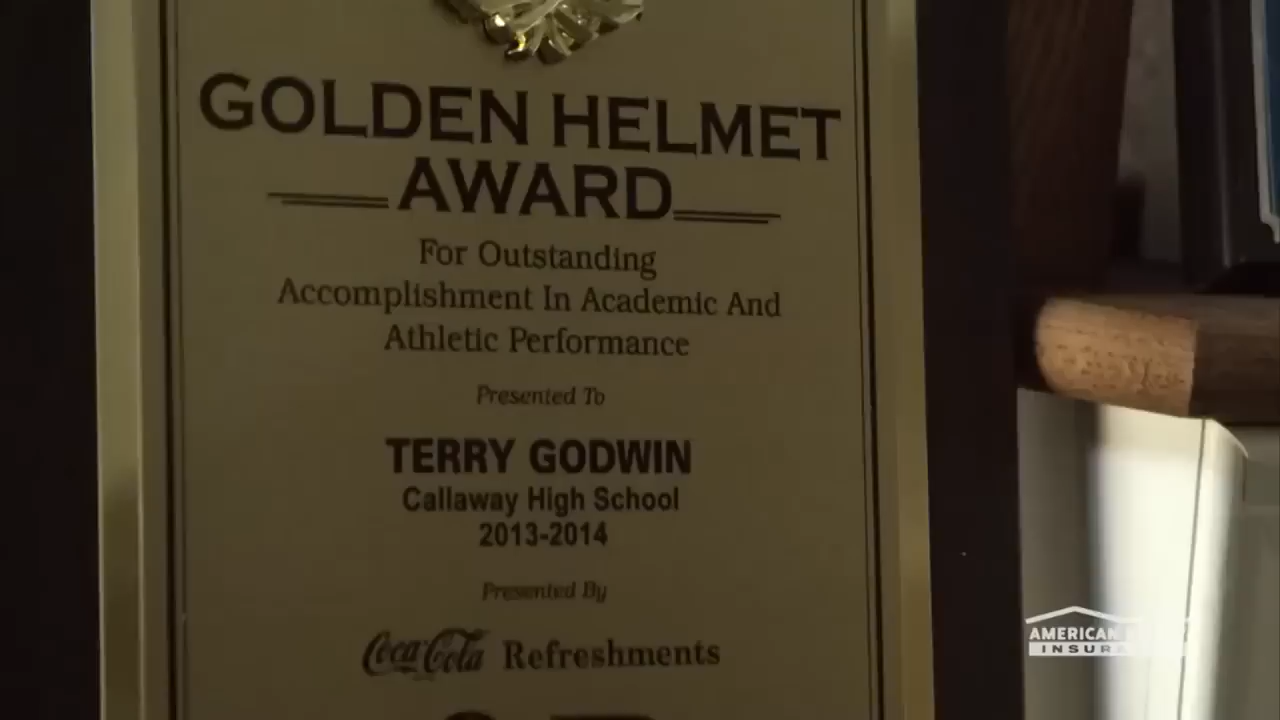 GOLDEN HELMET
AWARD
For Outstanding
Accomplishment In Academic And
Athletic Performance
Presented To
TERRY GODWIN
Callaway High School
2013-2014
Presented By
Coca-Cola Refreshments
AMERICAN